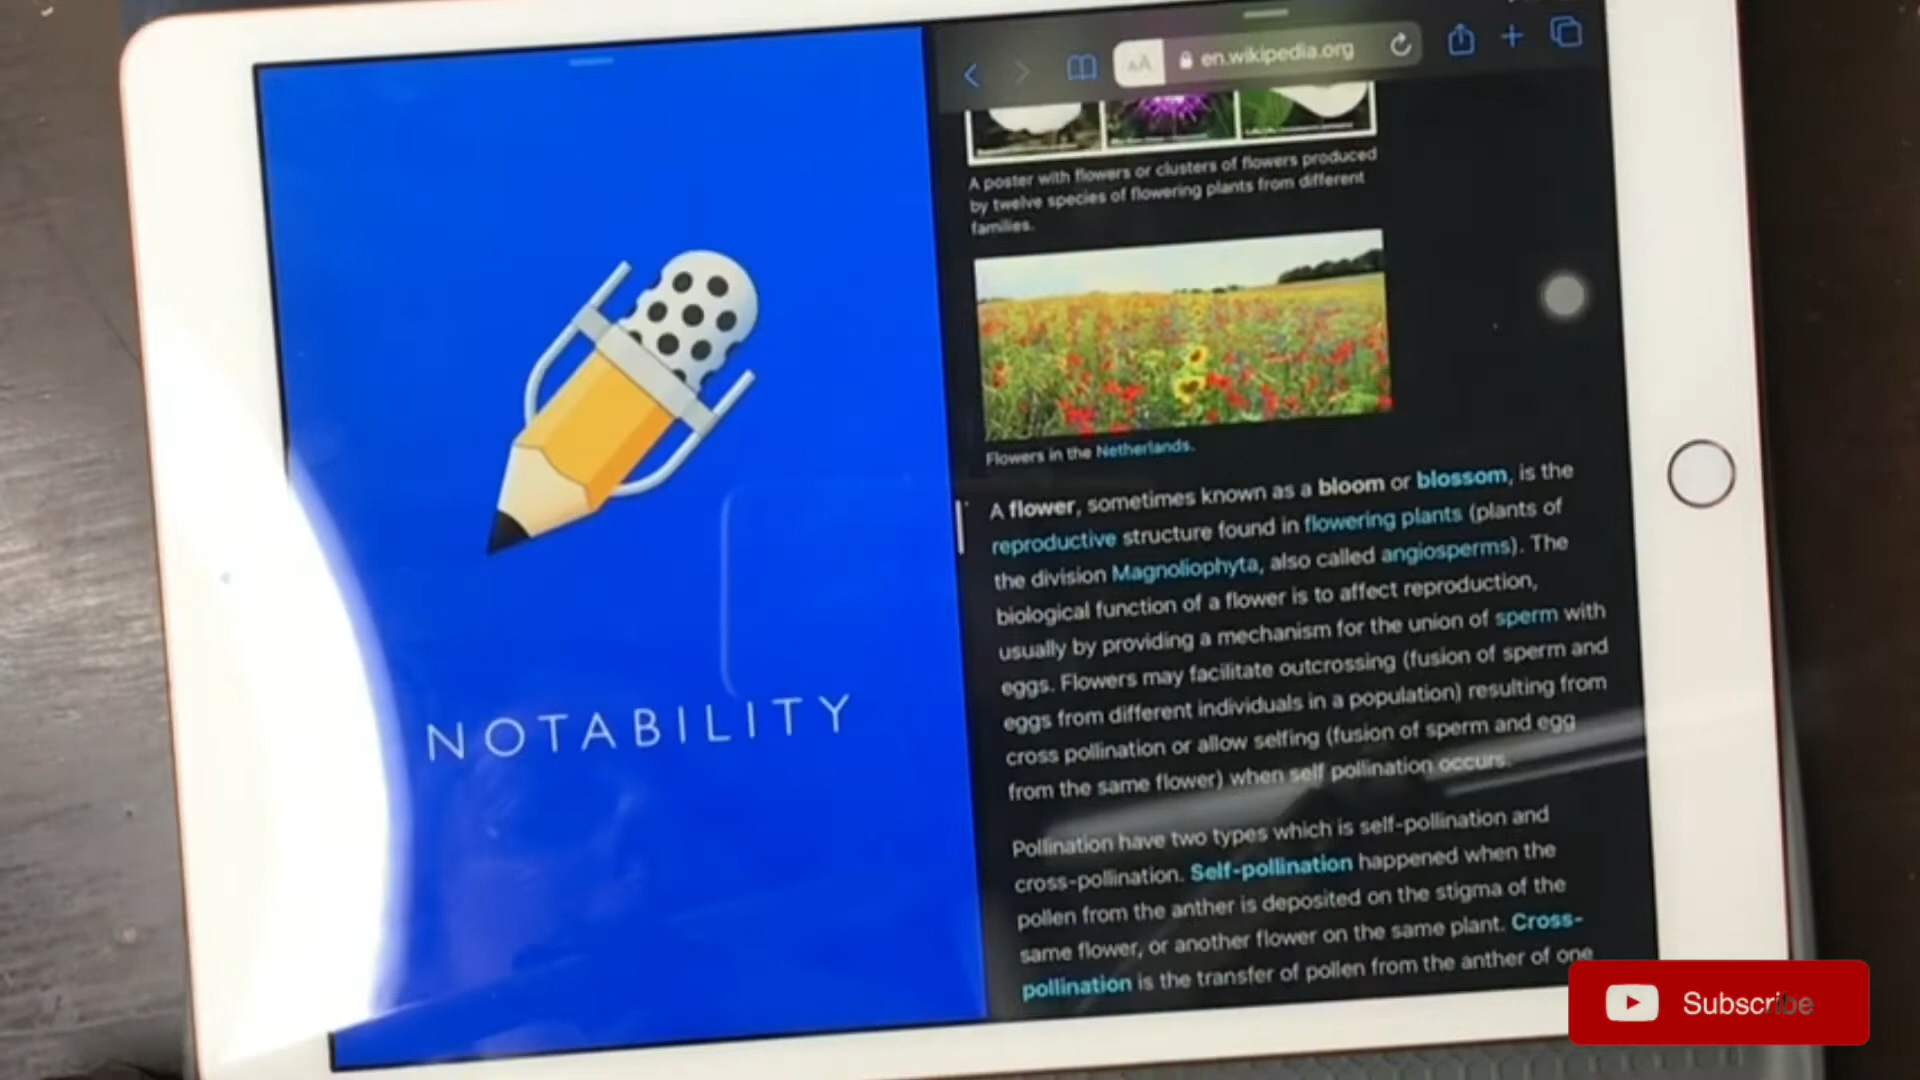 NOTABILITY
AA en.wikipedia.org
A poster with flowers or clusters of flowers produced
by twelve species of flowering plants from different
families.
Flowers in the Netherlands.
A flower, sometimes known as a bloom or blossom, is the
reproductive structure found in flowering plants (plants of
the division Magnoliophyta, also called angiosperms). The
biological function of a flower is to affect reproduction,
usually by providing a mechanism for the union of sperm with
eggs. Flowers may facilitate outcrossing (fusion of sperm and
eggs from different individuals in a population) resulting from
cross pollination or allow selfing (fusion of sperm and egg
from the same flower) when self pollination occurs.
Pollination have two types which is self-pollination and
cross-pollination. Self-pollination happened when the
pollen from the anther is deposited on the stigma of the
same flower, or another flower on the same plant. Cross-
pollination is the transfer of pollen from the anther of one
Subscribe